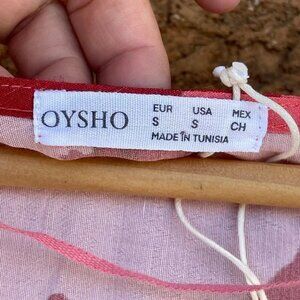 OYSHO
EUR USA MEX
S S CH
MADE IN TUNISIA